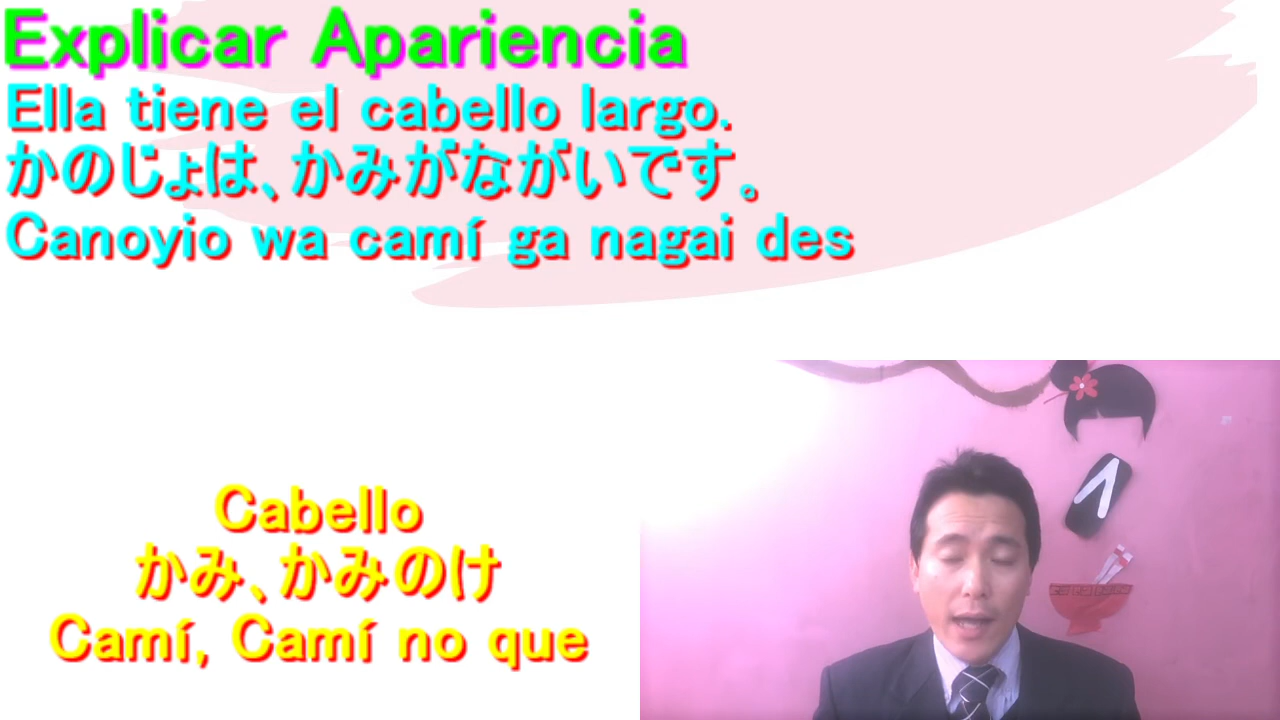 Explicar Apariencia
Ella tiene el cabello largo.
かのじょは、かみがながいです。
Canoyio wa camí ga nagai des
Cabello
かみ、かみのけ
Camí, Camí no que